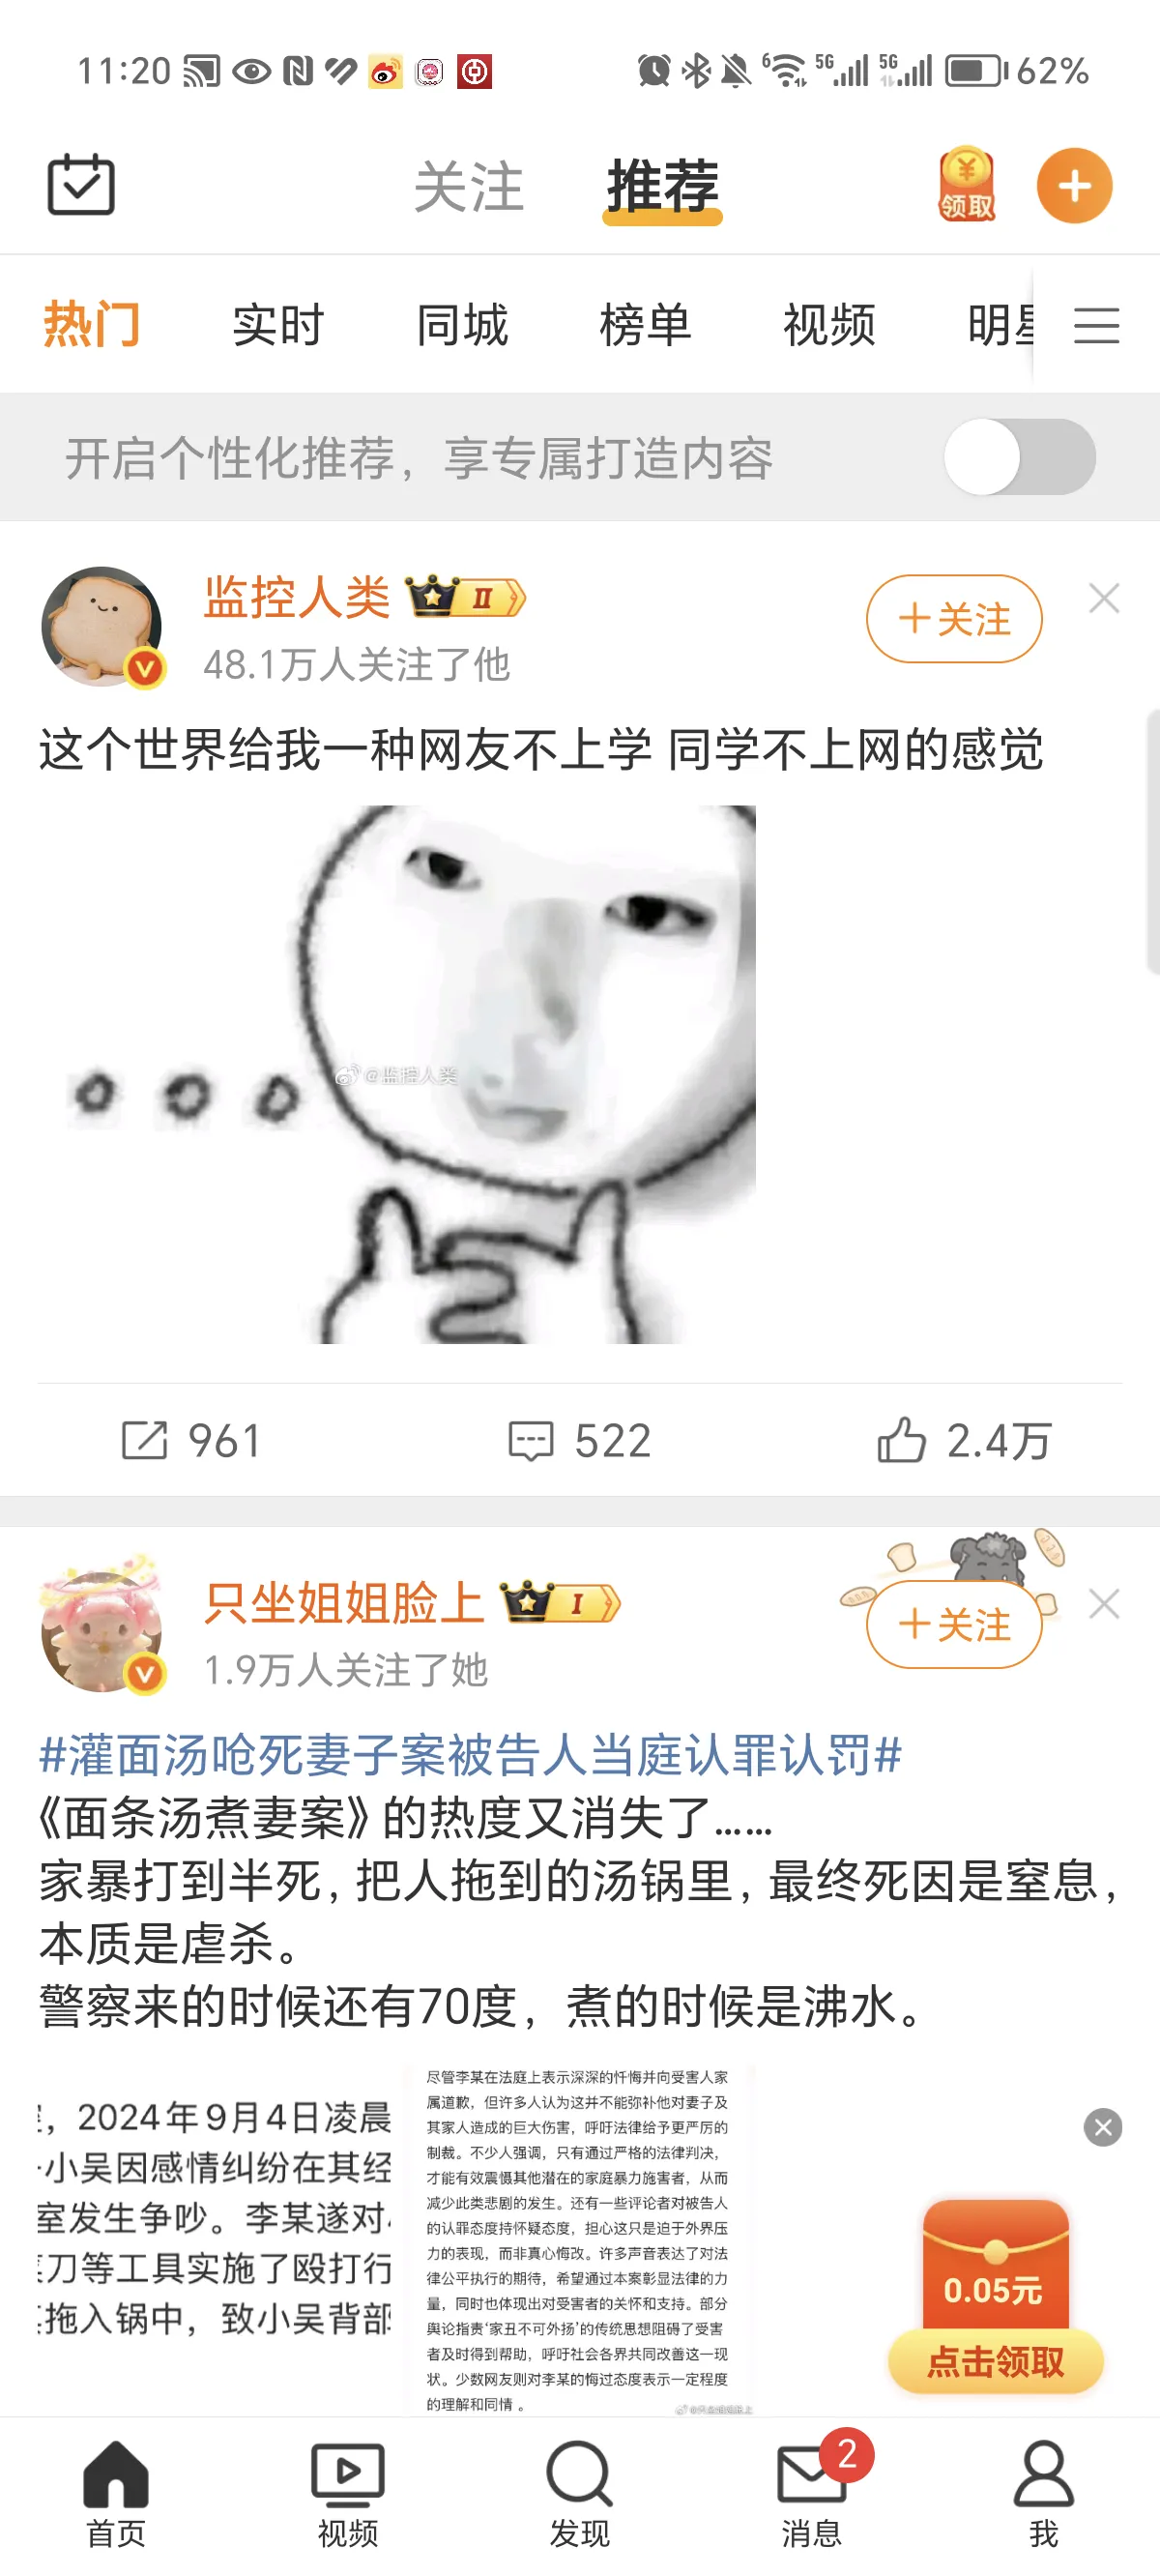 11:20
6
5G
5G
62%
关注
推荐
领取
热门
实时
同城
榜单
视频
明星
开启个性化推荐，享专属打造内容
监控人类
II
+关注
48.1万人关注了他
这个世界给我一种网友不上学 同学不上网的感觉
@监控人类
961
522
2.4万
只坐姐姐脸上
I
+关注
1.9万人关注了她
#灌面汤呛死妻子案被告人当庭认罪认罚#
《面条汤煮妻案》的热度又消失了……
家暴打到半死，把人拖到的汤锅里，最终死因是窒息，
本质是虐杀。
警察来的时候还有70度，煮的时候是沸水。
，2024年9月4日凌晨
小吴因感情纠纷在其经
室发生争吵。李某遂对
刀等工具实施了殴打行
拖入锅中，致小吴背部
尽管李某在法庭上表示深深的忏悔并向受害人家
属道歉，但许多人认为这并不能弥补他对妻子及
其家人造成的巨大伤害，呼吁法律给予更严厉的
制裁。不少人强调，只有通过严格的法律判决，
才能有效震慑其他潜在的家庭暴力施害者，从而
减少此类悲剧的发生。还有一些评论者对被告人
的认罪态度持怀疑态度，担心这只是迫于外界压
力的表现，而非真心悔改。许多声音表达了对法
律公平执行的期待，希望通过本案彰显法律的力
量，同时也体现出对受害者的关怀和支持。部分
舆论指责‘家丑不可外扬’的传统思想阻碍了受害
者及时得到帮助，呼吁社会各界共同改善这一现
状。少数网友则对李某的悔过态度表示一定程度
的理解和同情 。
0.05元
点击领取
首页
视频
发现
2
消息
我